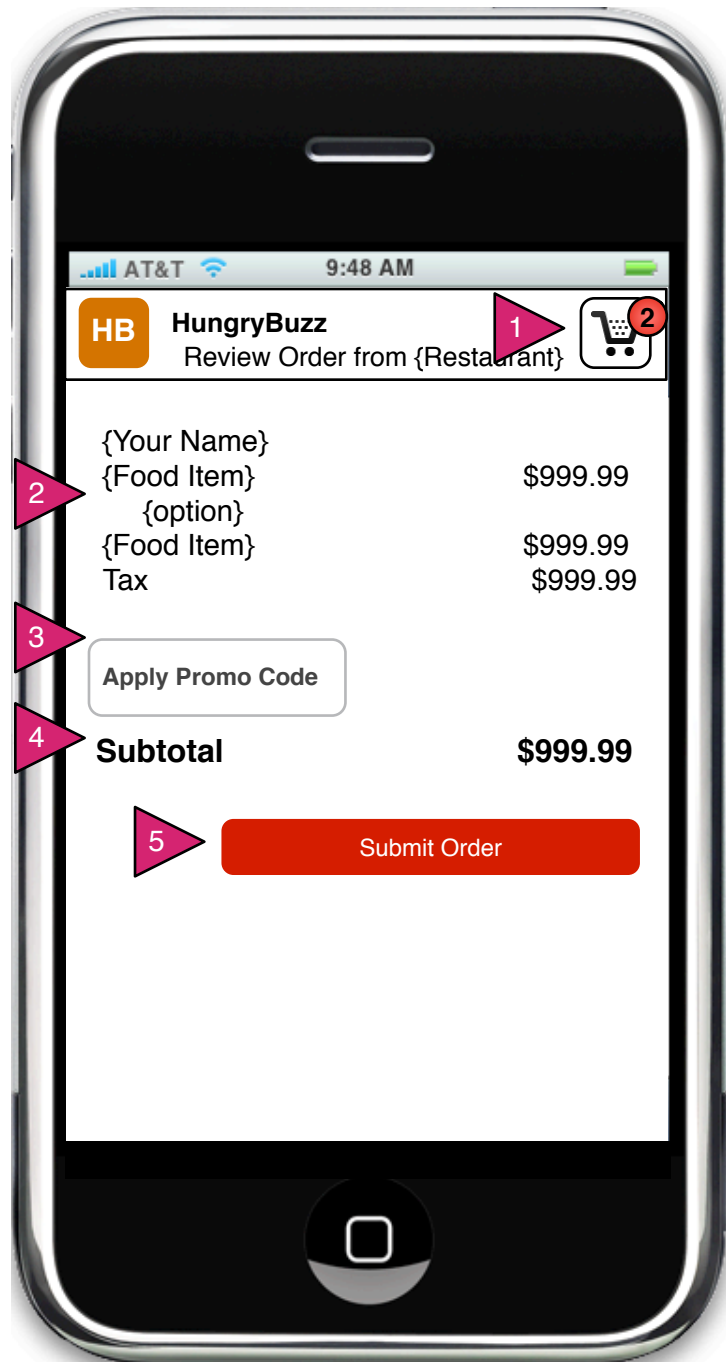 AT&T 9:48 AM
HB HungryBuzz 1 2
Review Order from {Restaurant}
{Your Name}
2 {Food Item} $999.99
{option}
{Food Item} $999.99
Tax $999.99
3
Apply Promo Code
4 Subtotal $999.99
5 Submit Order